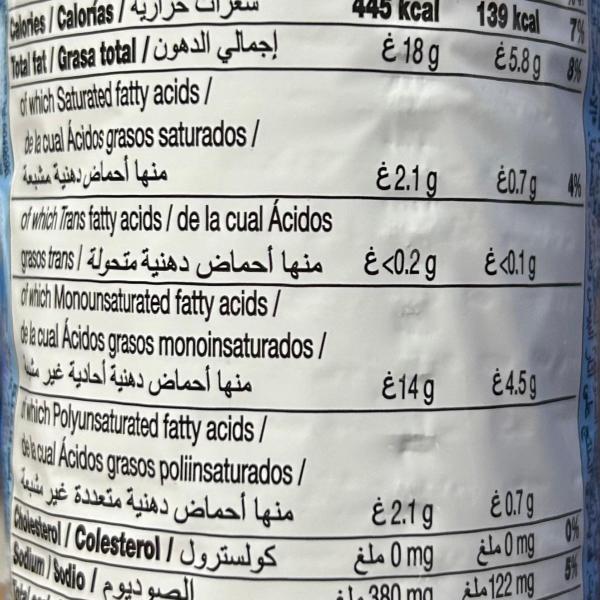 Calories / Calorías / سعرات حرارية 445 kcal 139 kcal 7%
Total fat / Grasa total / إجمالي الدهون 18 g غ 5.8 g غ 8%
of which Saturated fatty acids /
de la cual Ácidos grasos saturados /
منها أحماض دهنية مشبعة 2.1 g غ 0.7 g غ 4%
of which Trans fatty acids / de la cual Ácidos
grasos trans / منها أحماض دهنية متحولة <0.2 g غ <0.1 g غ
of which Monounsaturated fatty acids /
de la cual Ácidos grasos monoinsaturados /
منها أحماض دهنية أحادية غير 14 g غ 4.5 g غ
of which Polyunsaturated fatty acids /
de la cual Ácidos grasos poliinsaturados /
منها أحماض دهنية متعددة غير مشبعة 2.1 g غ 0.7 g غ
Cholesterol / Colesterol / كولسترول 0 mg ملغ 0 mg ملغ 0%
Sodium / Sodio / الصوديوم 380 mg ملغ 122 mg ملغ 5%